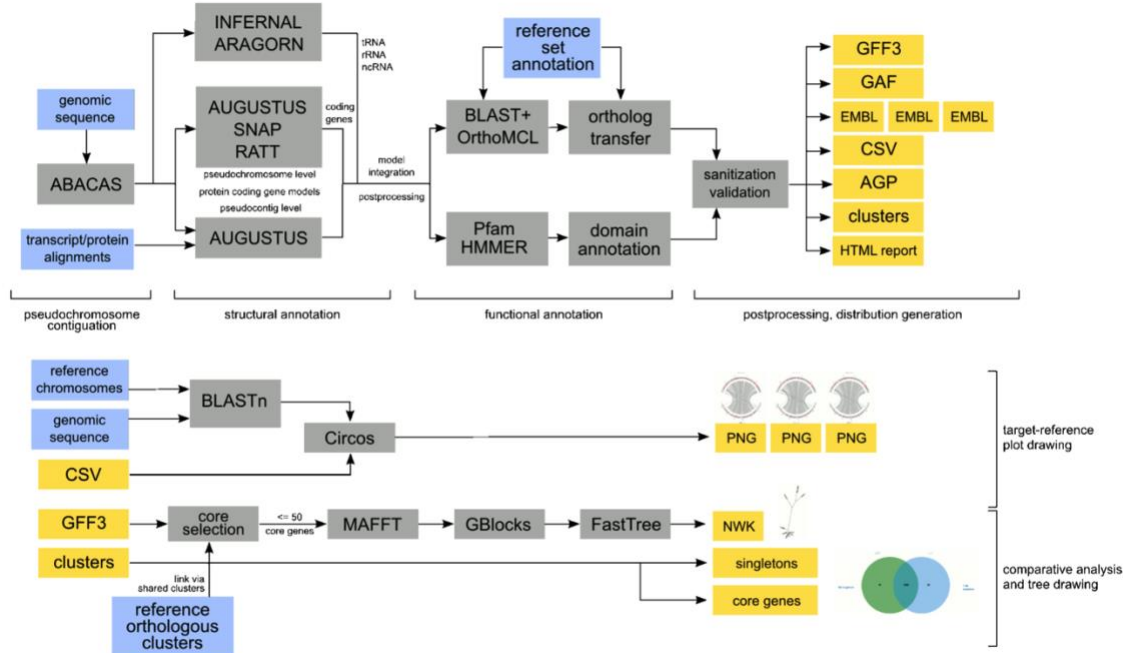 INFERNAL
ARAGORN
tRNA
rRNA
ncRNA
reference
set
annotation
GFF3
GAF
genomic
sequence
AUGUSTUS
SNAP
RATT
coding
genes
BLAST+
OrthoMCL
ortholog
transfer
EMBL EMBL EMBL
CSV
ABACAS
pseudochromosome level
protein coding gene models
pseudocontig level
model
integration
postprocessing
sanitization
validation
AGP
clusters
HTML report
transcript/protein
alignments
AUGUSTUS
Pfam
HMMER
domain
annotation
pseudochromosome
contiguation
structural annotation
functional annotation
postprocessing, distribution generation
reference
chromosomes
genomic
sequence
BLASTn
CSV
Circos
PNG PNG PNG
target-reference
plot drawing
GFF3
core
selection
<= 50
core genes
MAFFT
GBlocks
FastTree
NWK
clusters
link via
shared clusters
reference
orthologous
clusters
singletons
core genes
comparative analysis
and tree drawing